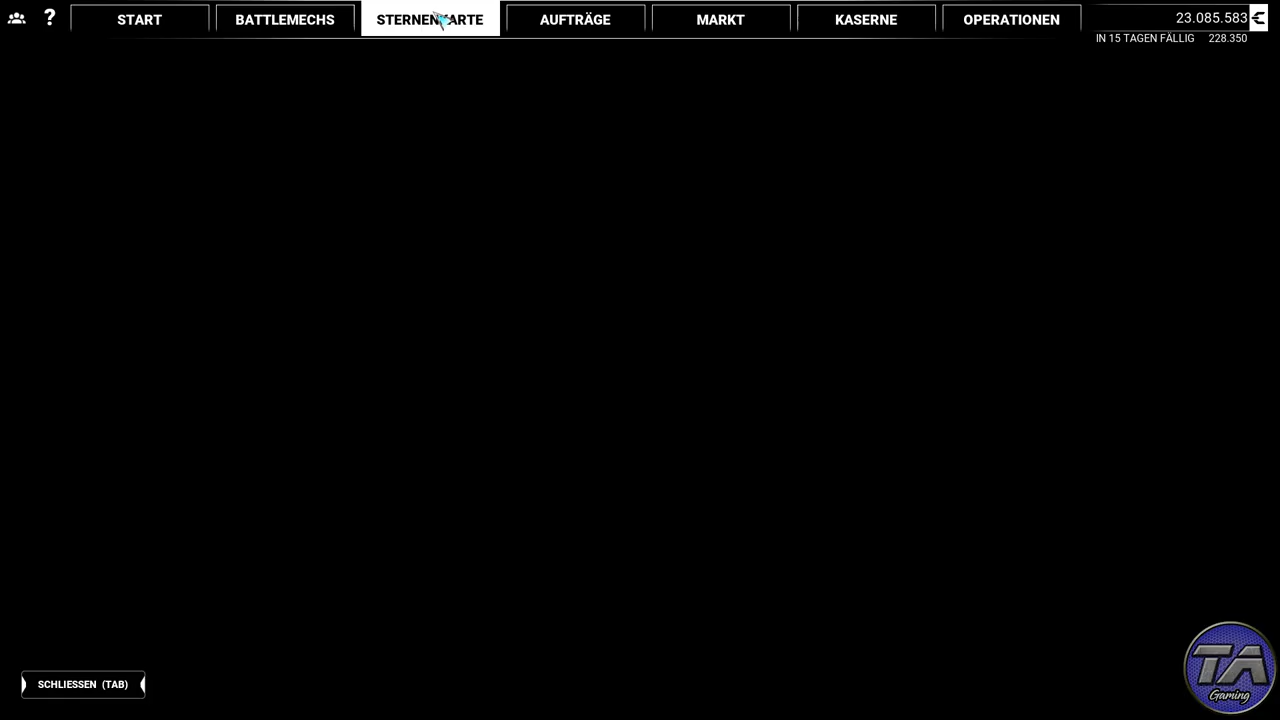 ? START BATTLEMECHS STERNENKARTE AUFTRÄGE MARKT KASERNE OPERATIONEN 23.085.583
IN 15 TAGEN FÄLLIG 228.350
SCHLIESSEN (TAB)
TA
Gaming